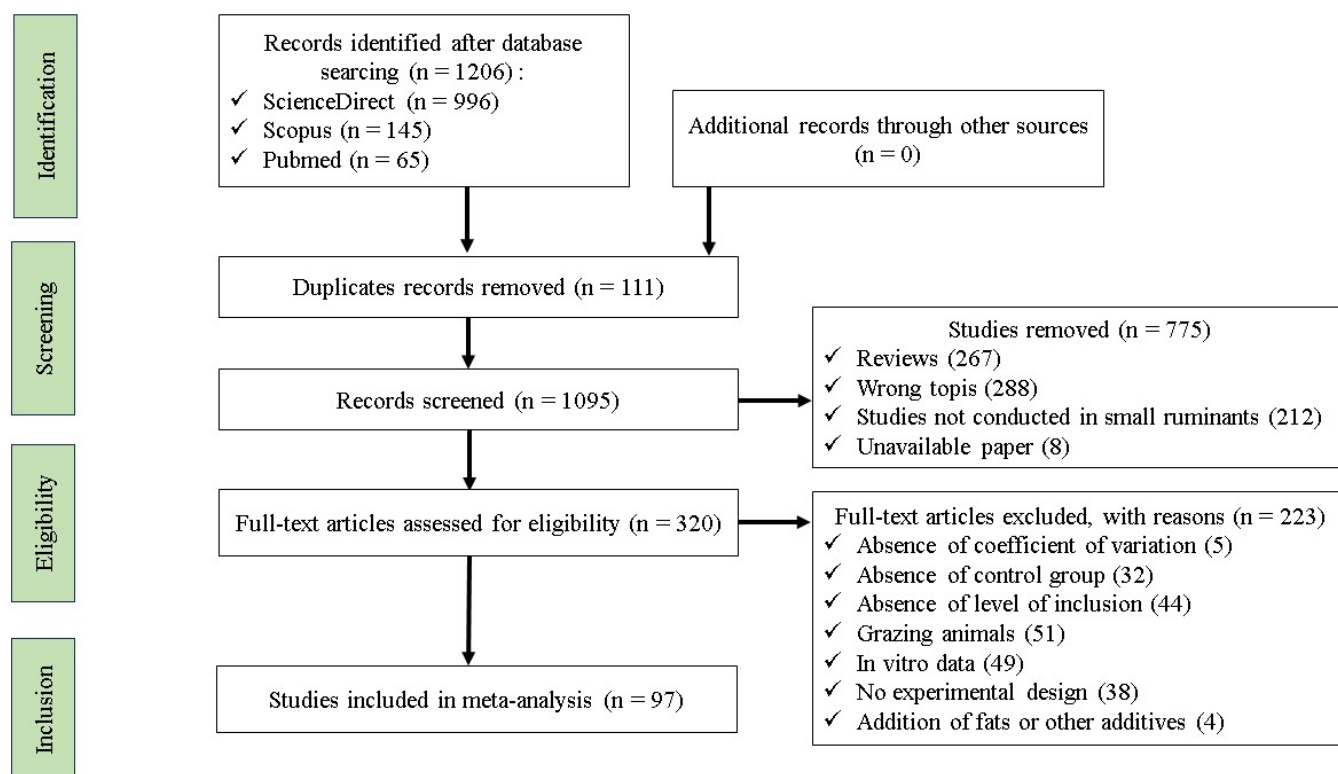 Identification
Records identified after database
searcing (n = 1206) :
✓ ScienceDirect (n = 996)
✓ Scopus (n = 145)
✓ Pubmed (n = 65)
Additional records through other sources
(n = 0)
Screening
Duplicates records removed (n = 111)
Records screened (n = 1095)
Studies removed (n = 775)
✓ Reviews (267)
✓ Wrong topis (288)
✓ Studies not conducted in small ruminants (212)
✓ Unavailable paper (8)
Eligibility
Full-text articles assessed for eligibility (n = 320)
Full-text articles excluded, with reasons (n = 223)
✓ Absence of coefficient of variation (5)
✓ Absence of control group (32)
✓ Absence of level of inclusion (44)
✓ Grazing animals (51)
✓ In vitro data (49)
✓ No experimental design (38)
✓ Addition of fats or other additives (4)
Inclusion
Studies included in meta-analysis (n = 97)